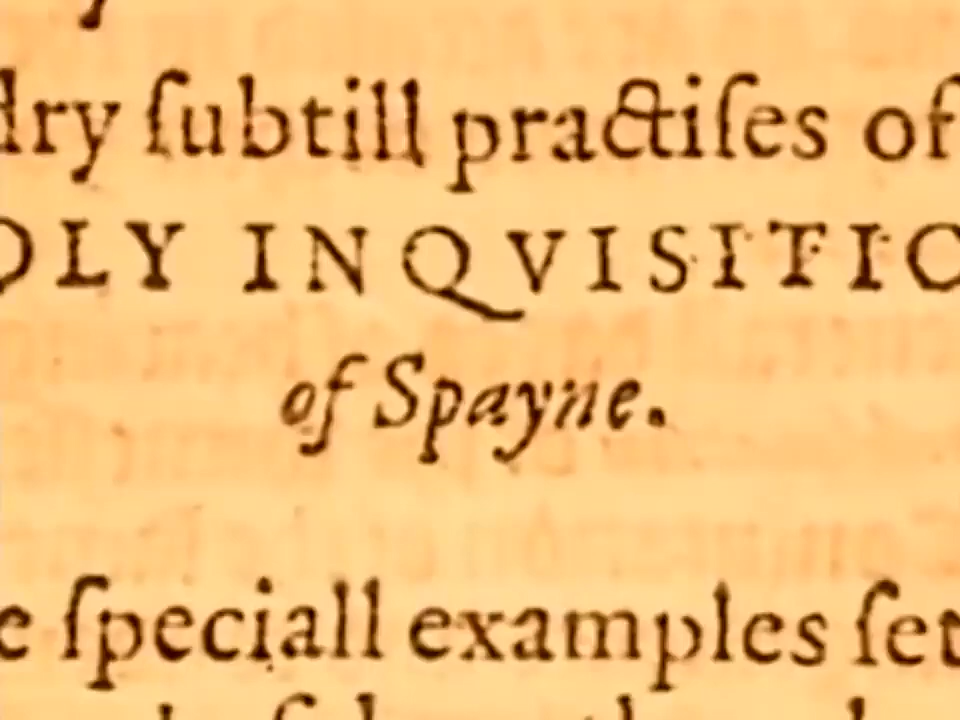 dry ſubtill practiſes of
OLY INQVISITIO
of Spayne.
e ſpeciall examples ſet